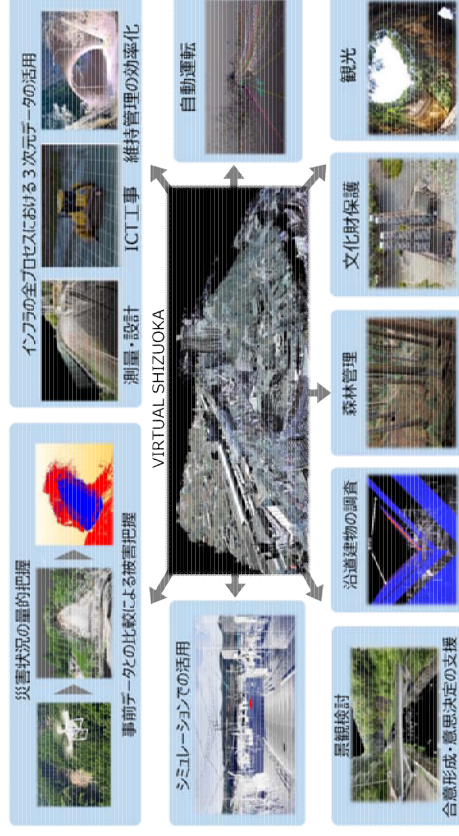 災害状況の量的把握
事前データとの比較による被害把握
インフラの全プロセスにおける3次元データの活用
測量・設計
ICT工事
維持管理の効率化
シミュレーションでの活用
VIRTUAL SHIZUOKA
自動運転
景観検討
合意形成・意思決定の支援
沿道建物の調査
森林管理
文化財保護
観光